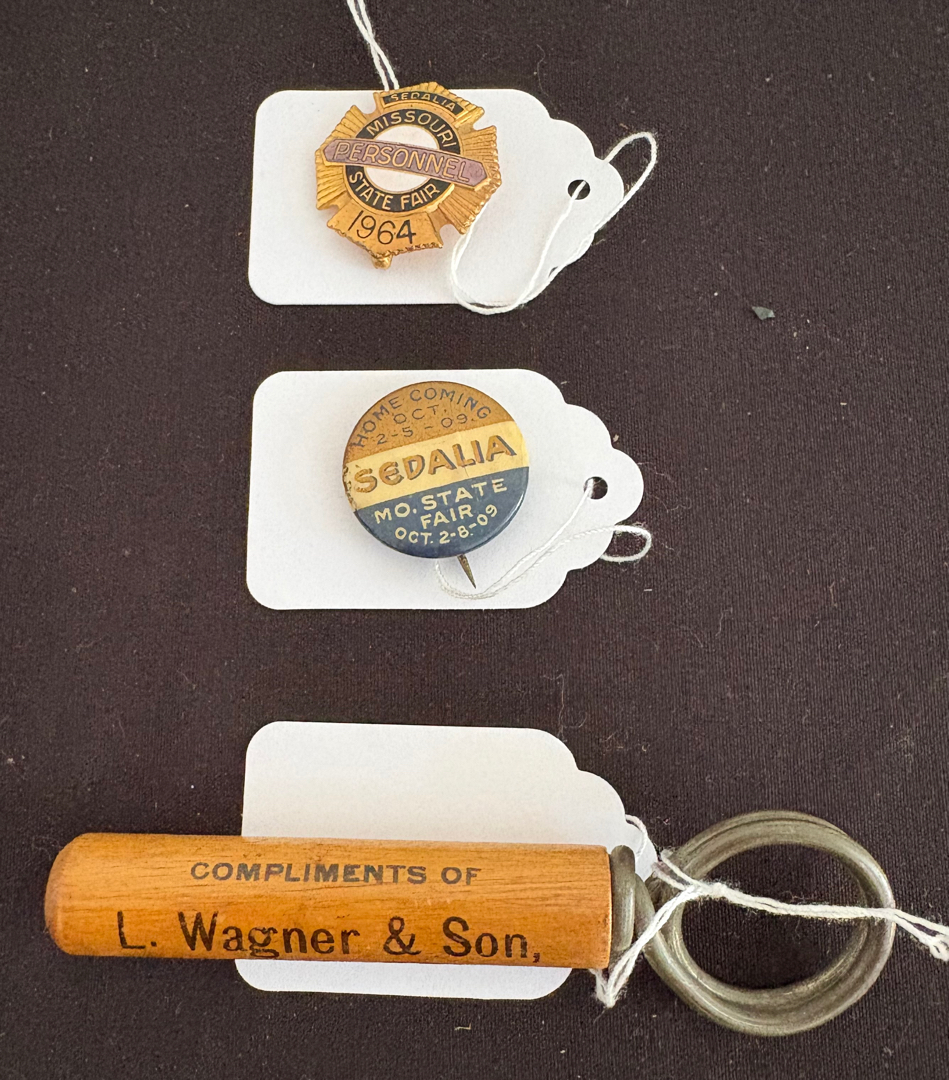 SEDALIA
MISSOURI
PERSONNEL
STATE FAIR
1964
HOME COMING
OCT.
2-5-09.
SEDALIA
MO. STATE
FAIR
OCT. 2-8-09
COMPLIMENTS OF
L. Wagner & Son,